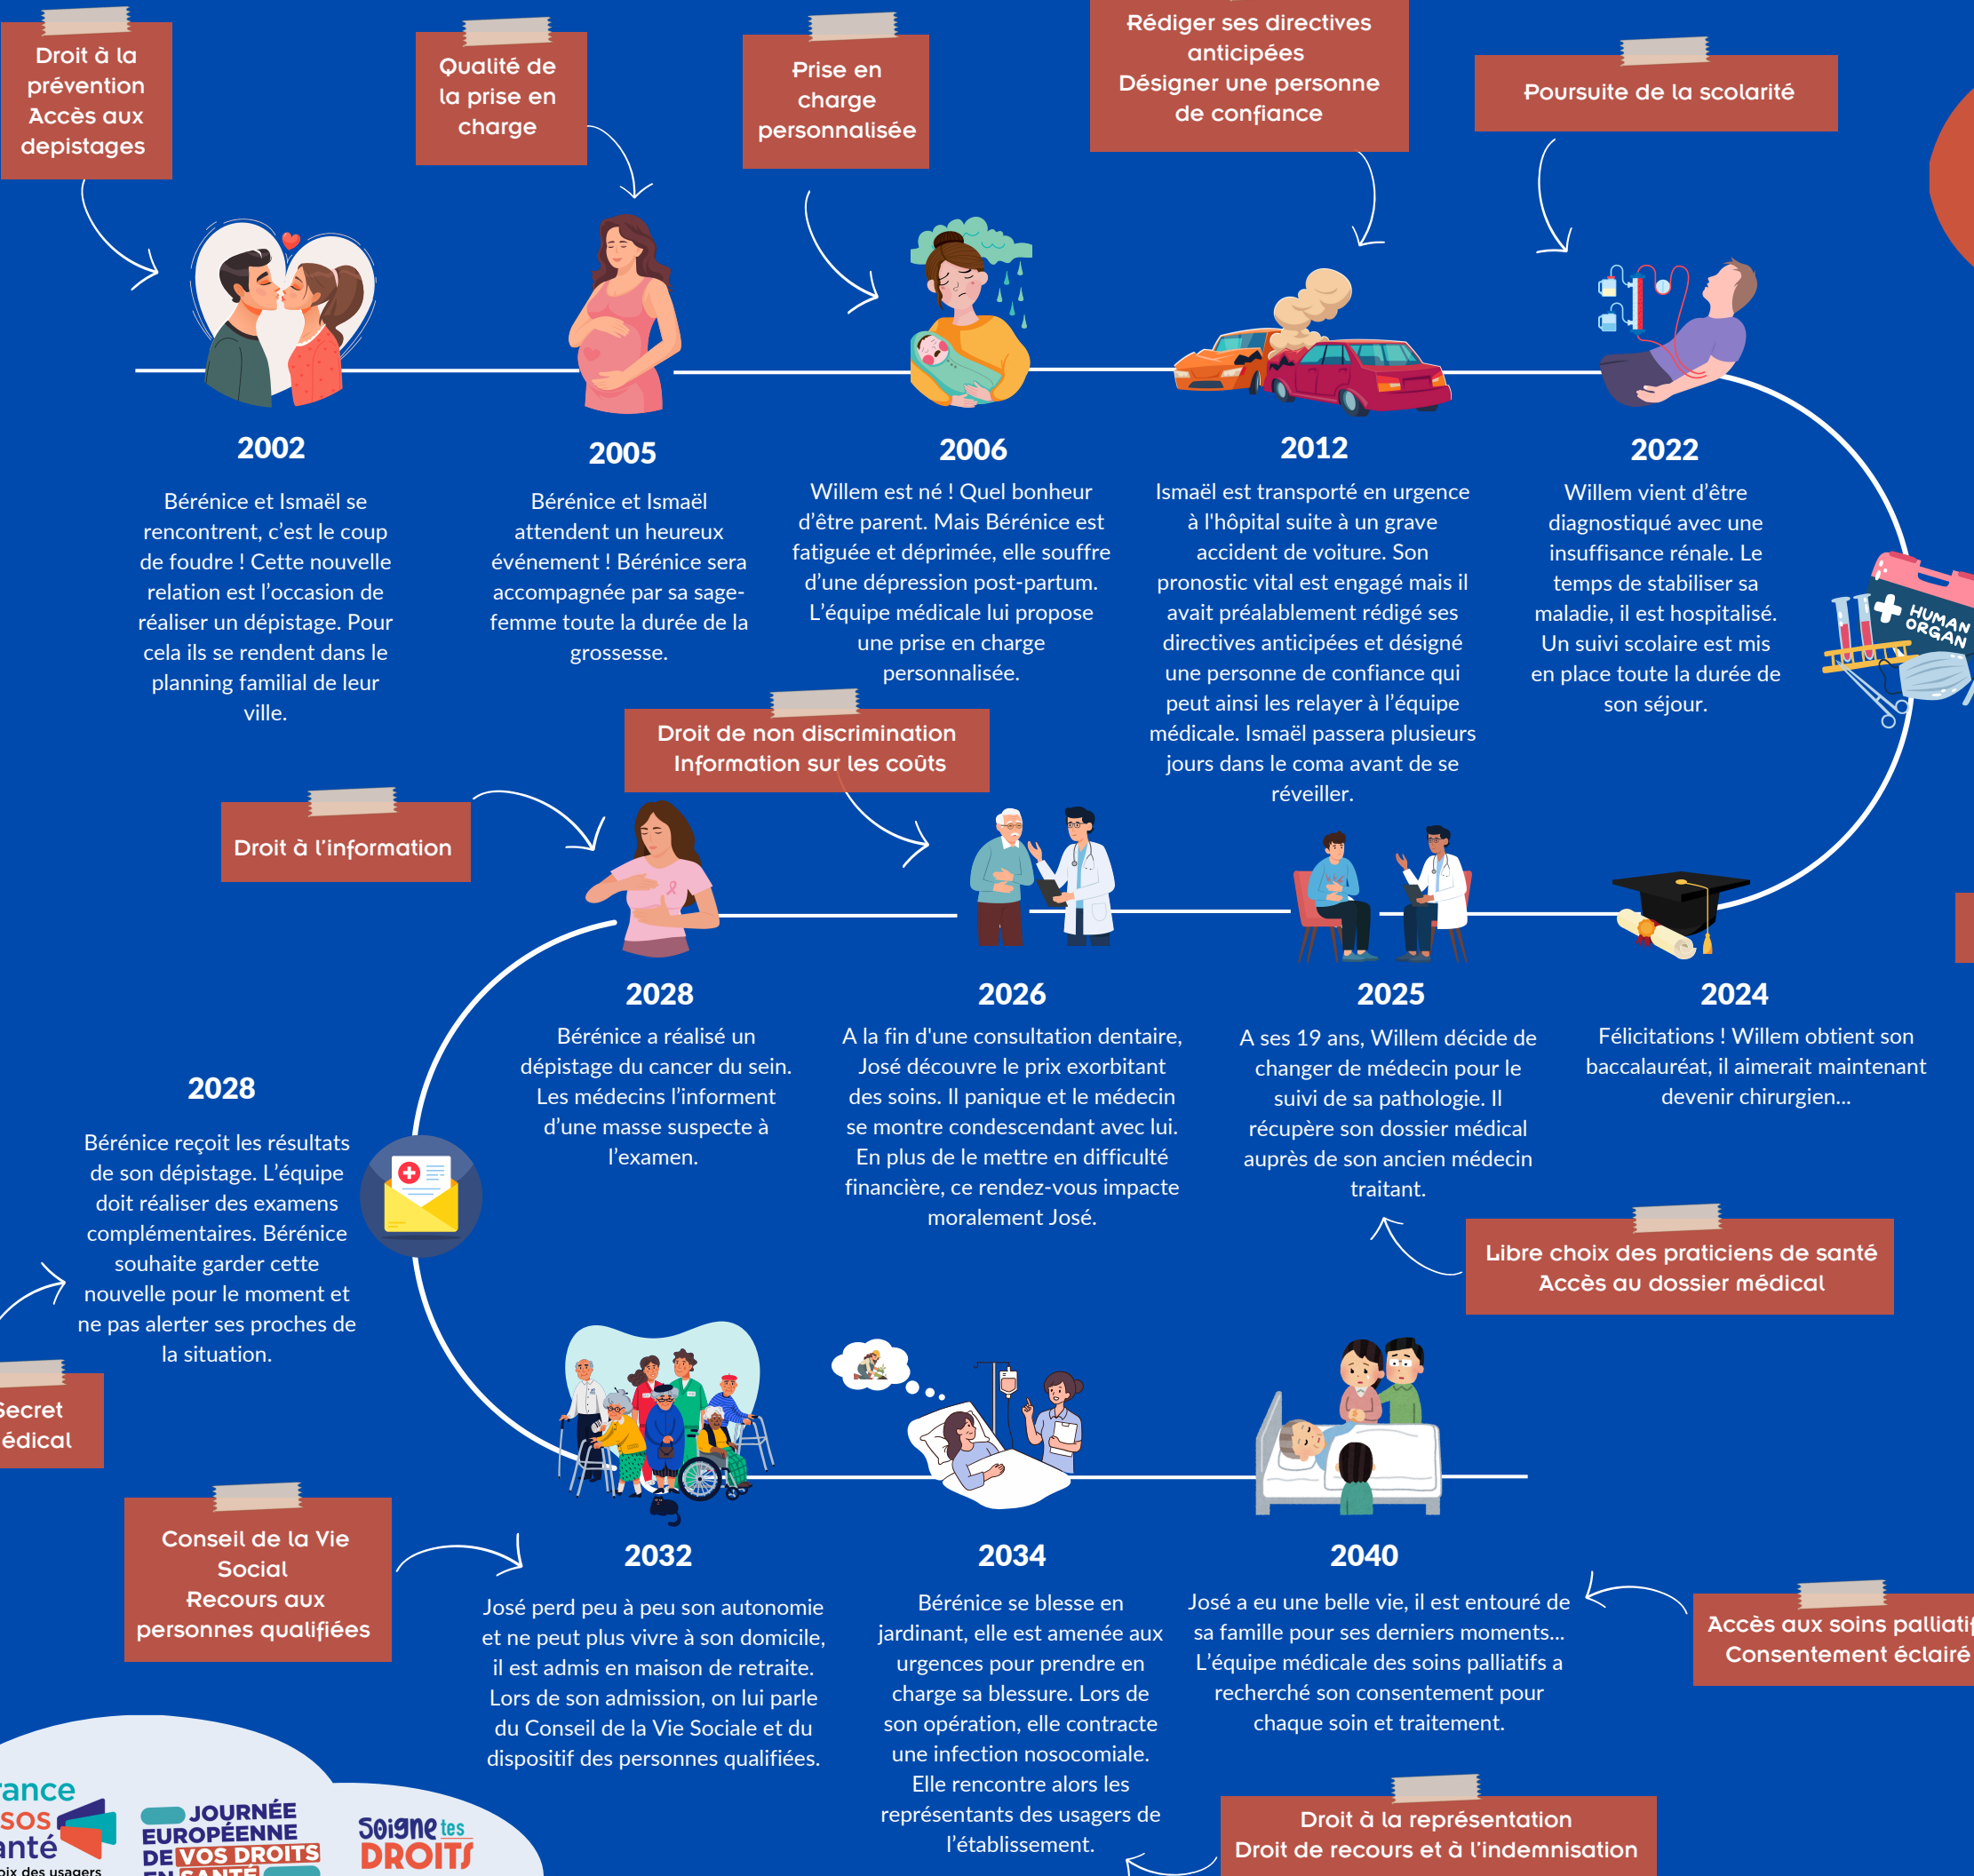 Droit à la
prévention
Accès aux
depistages
Qualité de
la prise en
charge
Prise en
charge
personnalisée
Rédiger ses directives
anticipées
Désigner une personne
de confiance
Poursuite de la scolarité
2002
Bérénice et Ismaël se
rencontrent, c’est le coup
de foudre ! Cette nouvelle
relation est l’occasion de
réaliser un dépistage. Pour
cela ils se rendent dans le
planning familial de leur
ville.
2005
Bérénice et Ismaël
attendent un heureux
événement ! Bérénice sera
accompagnée par sa sage-
femme toute la durée de la
grossesse.
2006
Willem est né ! Quel bonheur
d’être parent. Mais Bérénice est
fatiguée et déprimée, elle souffre
d’une dépression post-partum.
L’équipe médicale lui propose
une prise en charge
personnalisée.
2012
Ismaël est transporté en urgence
à l'hôpital suite à un grave
accident de voiture. Son
pronostic vital est engagé mais il
avait préalablement rédigé ses
directives anticipées et désigné
une personne de confiance qui
peut ainsi les relayer à l’équipe
médicale. Ismaël passera plusieurs
jours dans le coma avant de se
réveiller.
2022
Willem vient d’être
diagnostiqué avec une
insuffisance rénale. Le
temps de stabiliser sa
maladie, il est hospitalisé.
Un suivi scolaire est mis
en place toute la durée de
son séjour.
HUMAN
ORGAN
Droit de non discrimination
Information sur les coûts
Droit à l’information
2028
Bérénice a réalisé un
dépistage du cancer du sein.
Les médecins l’informent
d’une masse suspecte à
l’examen.
2026
A la fin d'une consultation dentaire,
José découvre le prix exorbitant
des soins. Il panique et le médecin
se montre condescendant avec lui.
En plus de le mettre en difficulté
financière, ce rendez-vous impacte
moralement José.
2025
A ses 19 ans, Willem décide de
changer de médecin pour le
suivi de sa pathologie. Il
récupère son dossier médical
auprès de son ancien médecin
traitant.
2024
Félicitations ! Willem obtient son
baccalauréat, il aimerait maintenant
devenir chirurgien...
Libre choix des praticiens de santé
Accès au dossier médical
2028
Bérénice reçoit les résultats
de son dépistage. L’équipe
doit réaliser des examens
complémentaires. Bérénice
souhaite garder cette
nouvelle pour le moment et
ne pas alerter ses proches de
la situation.
Secret
édical
Conseil de la Vie
Social
Recours aux
personnes qualifiées
2032
José perd peu à peu son autonomie
et ne peut plus vivre à son domicile,
il est admis en maison de retraite.
Lors de son admission, on lui parle
du Conseil de la Vie Sociale et du
dispositif des personnes qualifiées.
2034
Bérénice se blesse en
jardinant, elle est amenée aux
urgences pour prendre en
charge sa blessure. Lors de
son opération, elle contracte
une infection nosocomiale.
Elle rencontre alors les
représentants des usagers de
l’établissement.
2040
José a eu une belle vie, il est entouré de
sa famille pour ses derniers moments...
L’équipe médicale des soins palliatifs a
recherché son consentement pour
chaque soin et traitement.
Accès aux soins palliatif
Consentement éclairé
Droit à la représentation
Droit de recours et à l’indemnisation
rance
sos
anté
oix des usagers
JOURNÉE
EUROPÉENNE
DE VOS DROITS
EN SANTÉ
Soigne tes
DROITS